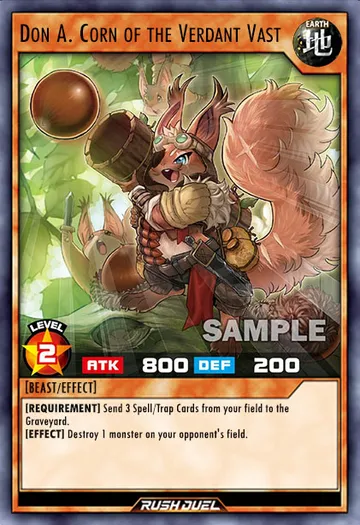 DON A. CORN OF THE VERDANT VAST
EARTH
地
SAMPLE
LEVEL
2
ATK 800 DEF 200
[BEAST/EFFECT]
[REQUIREMENT] Send 3 Spell/Trap Cards from your field to the
Graveyard.
[EFFECT] Destroy 1 monster on your opponent's field.
RUSH DUEL